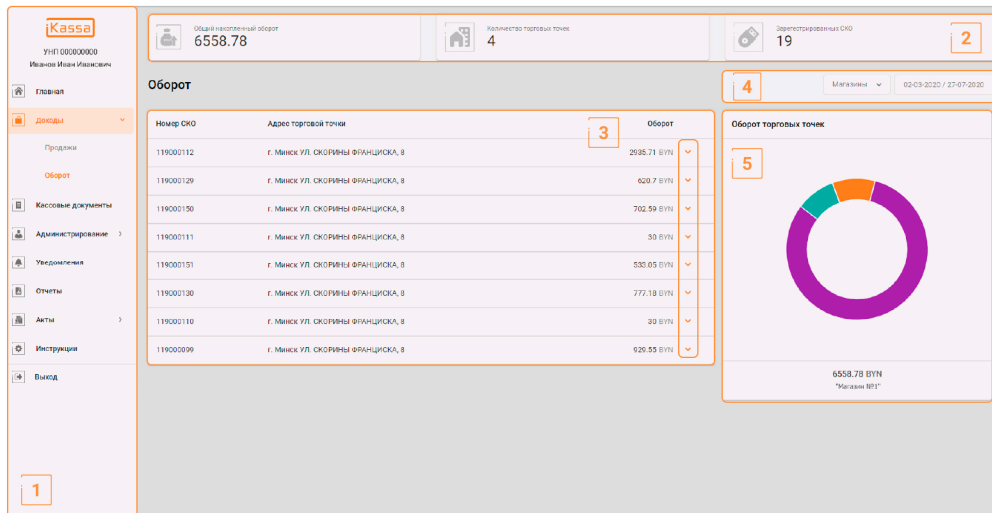 iKassa
УНП 000000000
Иванов Иван Иванович
Главная
Доходы
Продажи
Оборот
Кассовые документы
Администрирование
Уведомления
Отчеты
Акты
Инструкции
Выход
1
Общий накопленный оборот
6558.78
Количество торговых точек
4
Зарегистрированных СКО
19
2
Оборот
4
Магазины
02-03-2020 / 27-07-2020
Номер СКО Адрес торговой точки 3 Оборот
119000112 г. Минск УЛ. СКОРИНЫ ФРАНЦИСКА, 8 2935.71 BYN
119000129 г. Минск УЛ. СКОРИНЫ ФРАНЦИСКА, 8 620.7 BYN
119000150 г. Минск УЛ. СКОРИНЫ ФРАНЦИСКА, 8 702.59 BYN
119000111 г. Минск УЛ. СКОРИНЫ ФРАНЦИСКА, 8 30 BYN
119000151 г. Минск УЛ. СКОРИНЫ ФРАНЦИСКА, 8 533.05 BYN
119000130 г. Минск УЛ. СКОРИНЫ ФРАНЦИСКА, 8 777.18 BYN
119000110 г. Минск УЛ. СКОРИНЫ ФРАНЦИСКА, 8 30 BYN
119000099 г. Минск УЛ. СКОРИНЫ ФРАНЦИСКА, 8 929.55 BYN
Оборот торговых точек
5
6558.78 BYN
"Магазин №1"